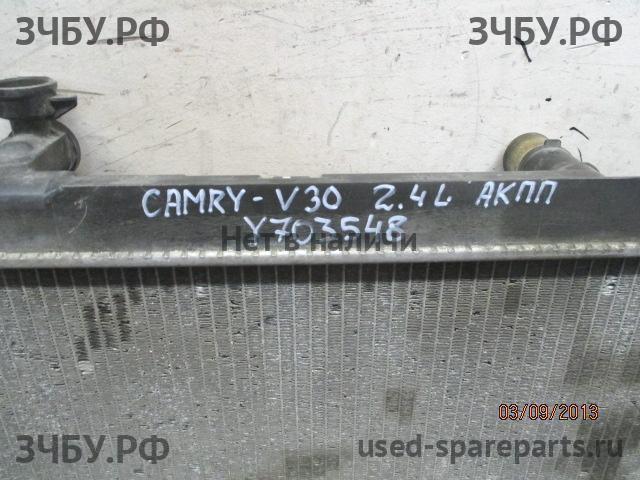 ЗЧБУ.РФ
ЗЧБУ.РФ
CAMRY-V30 2.4L АКПП
Y703548
Нет в наличи
03/09/2013
ЗЧБУ.РФ
used-spareparts.ru